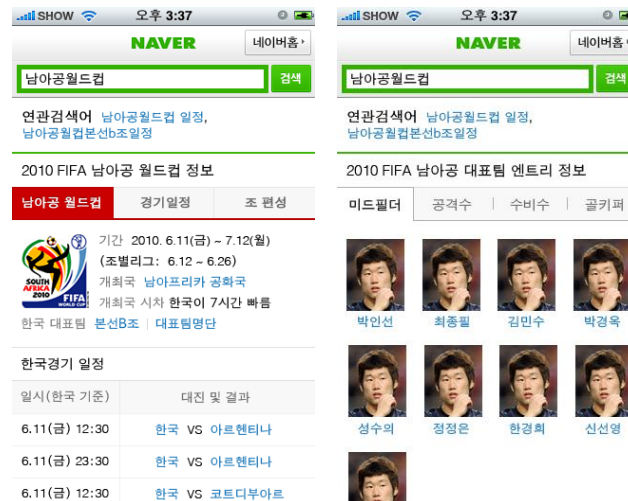 SHOW 오후 3:37
NAVER 네이버홈
남아공월드컵 검색
연관검색어 남아공월드컵 일정,
남아공월컵본선b조일정
2010 FIFA 남아공 월드컵 정보
남아공 월드컵 경기일정 조 편성
SOUTH AFRICA 2010 FIFA WORLD CUP
기간 2010. 6.11(금) ~ 7.12(월)
(조별리그: 6.12 ~ 6.26)
개최국 남아프리카 공화국
개최국 시차 한국이 7시간 빠름
한국 대표팀 본선B조 | 대표팀명단
한국경기 일정
일시(한국 기준) 대진 및 결과
6.11(금) 12:30 한국 VS 아르헨티나
6.11(금) 23:30 한국 VS 아르헨티나
6.11(금) 12:30 한국 VS 코트디부아르
SHOW 오후 3:37
NAVER 네이버홈
남아공월드컵 검색
연관검색어 남아공월드컵 일정,
남아공월컵본선b조일정
2010 FIFA 남아공 대표팀 엔트리 정보
미드필더 공격수 | 수비수 | 골키퍼
박인선 최종필 김민수 박경옥
성수의 정정은 한경희 신선영